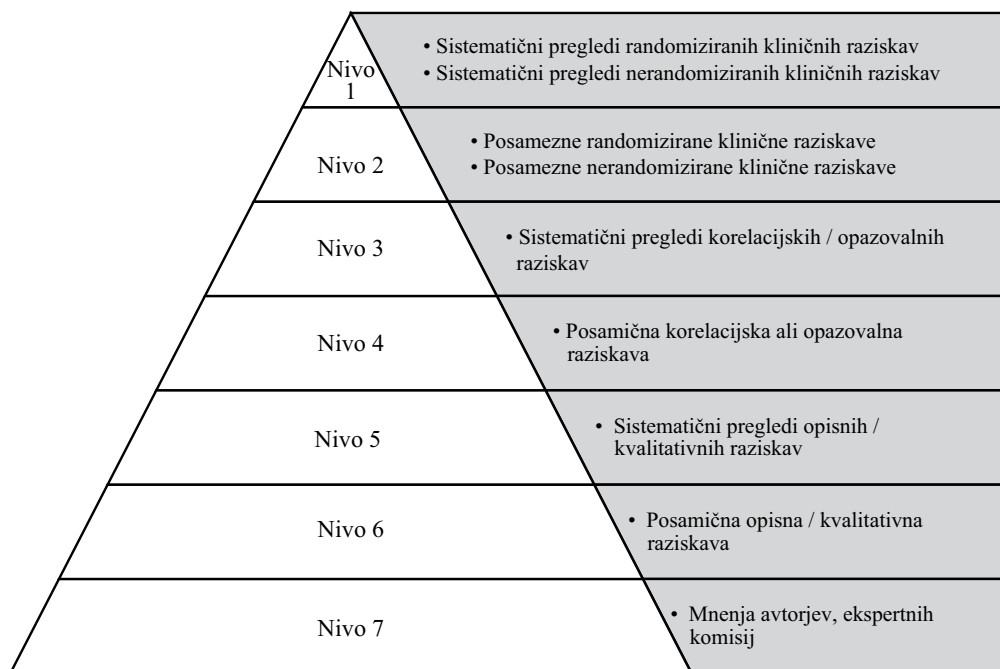 Nivo
1
• Sistematični pregledi randomiziranih kliničnih raziskav
• Sistematični pregledi nerandomiziranih kliničnih raziskav
Nivo 2
• Posamezne randomizirane klinične raziskave
• Posamezne nerandomizirane klinične raziskave
Nivo 3
• Sistematični pregledi korelacijskih / opazovalnih
raziskav
Nivo 4
• Posamična korelacijska ali opazovalna
raziskava
Nivo 5
• Sistematični pregledi opisnih /
kvalitativnih raziskav
Nivo 6
• Posamična opisna / kvalitativna
raziskava
Nivo 7
• Mnenja avtorjev, ekspertnih
komisij